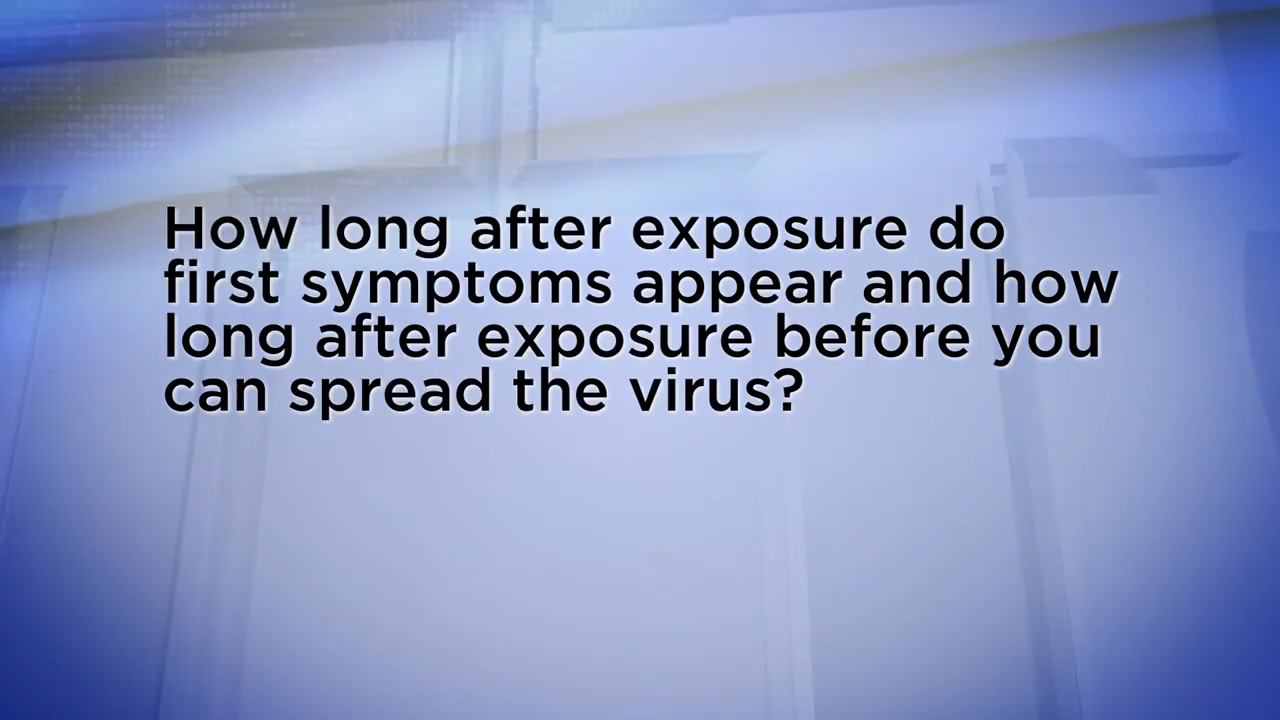 How long after exposure do
first symptoms appear and how
long after exposure before you
can spread the virus?